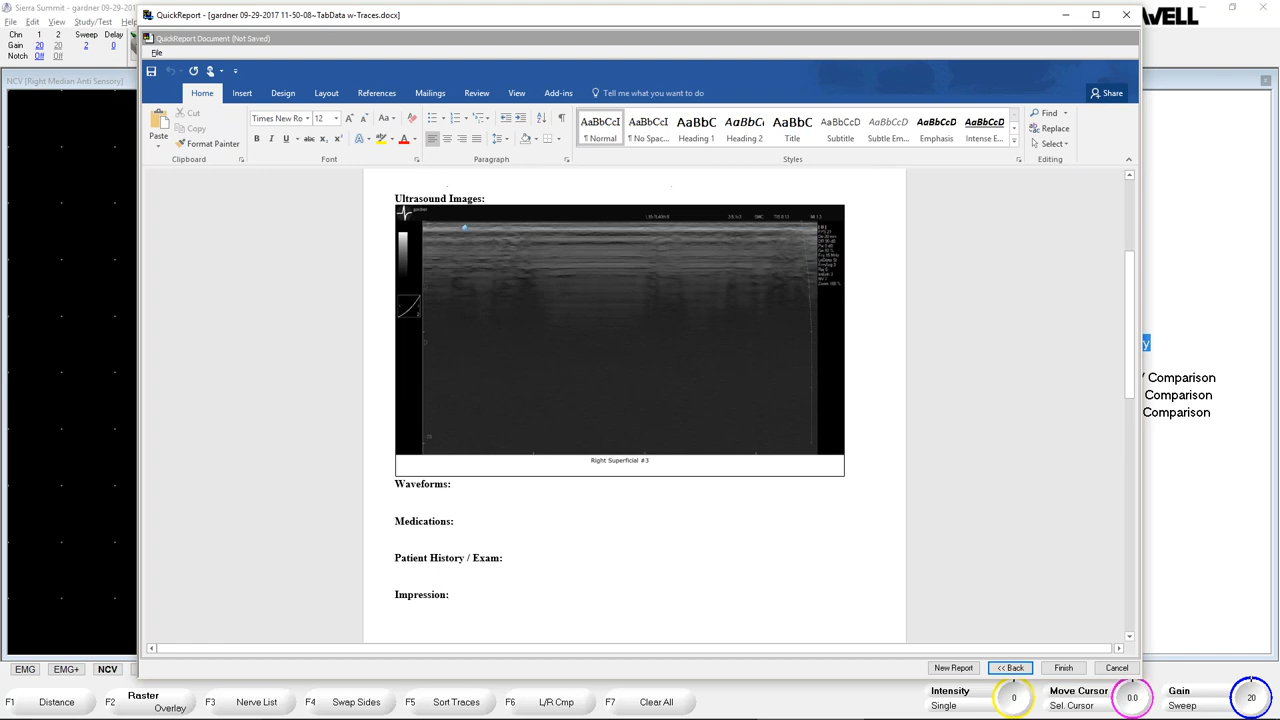 Sierra Summit - gardner 09-29-2017 11
QuickReport - [gardner 09-29-2017 11-50-08~TabData w-Traces.docx]
File Edit View Study/Test
Chn 1 2 Sweep Delay
Gain 20 20 2 0
Notch Off Off
NCV [Right Median Anti Sensory]
QuickReport Document (Not Saved)
File
Home Insert Design Layout References Mailings Review View Add-ins Tell me what you want to do Share
Paste
Cut
Copy
Format Painter
Times New Ro 12
AaBbCcI AaBbCcI AaBbC AaBbCc AaBbC AaBbCcD AaBbCcD AaBbCcD AaBbCcD
¶ Normal ¶ No Spac... Heading 1 Heading 2 Title Subtitle Subtle Em... Emphasis Intense E...
Find
Replace
Select
Clipboard Font Paragraph Styles Editing
Ultrasound Images:
gardner
Right Superficial #3
Waveforms:
Medications:
Patient History / Exam:
Impression:
y
Comparison
Comparison
Comparison
New Report << Back Finish Cancel
EMG EMG+ NCV
F1 Distance F2 Raster Overlay F3 Nerve List F4 Swap Sides F5 Sort Traces F6 L/R Cmp F7 Clear All
Intensity Single 0 Move Cursor Sel. Cursor 0.0 Gain Sweep 20